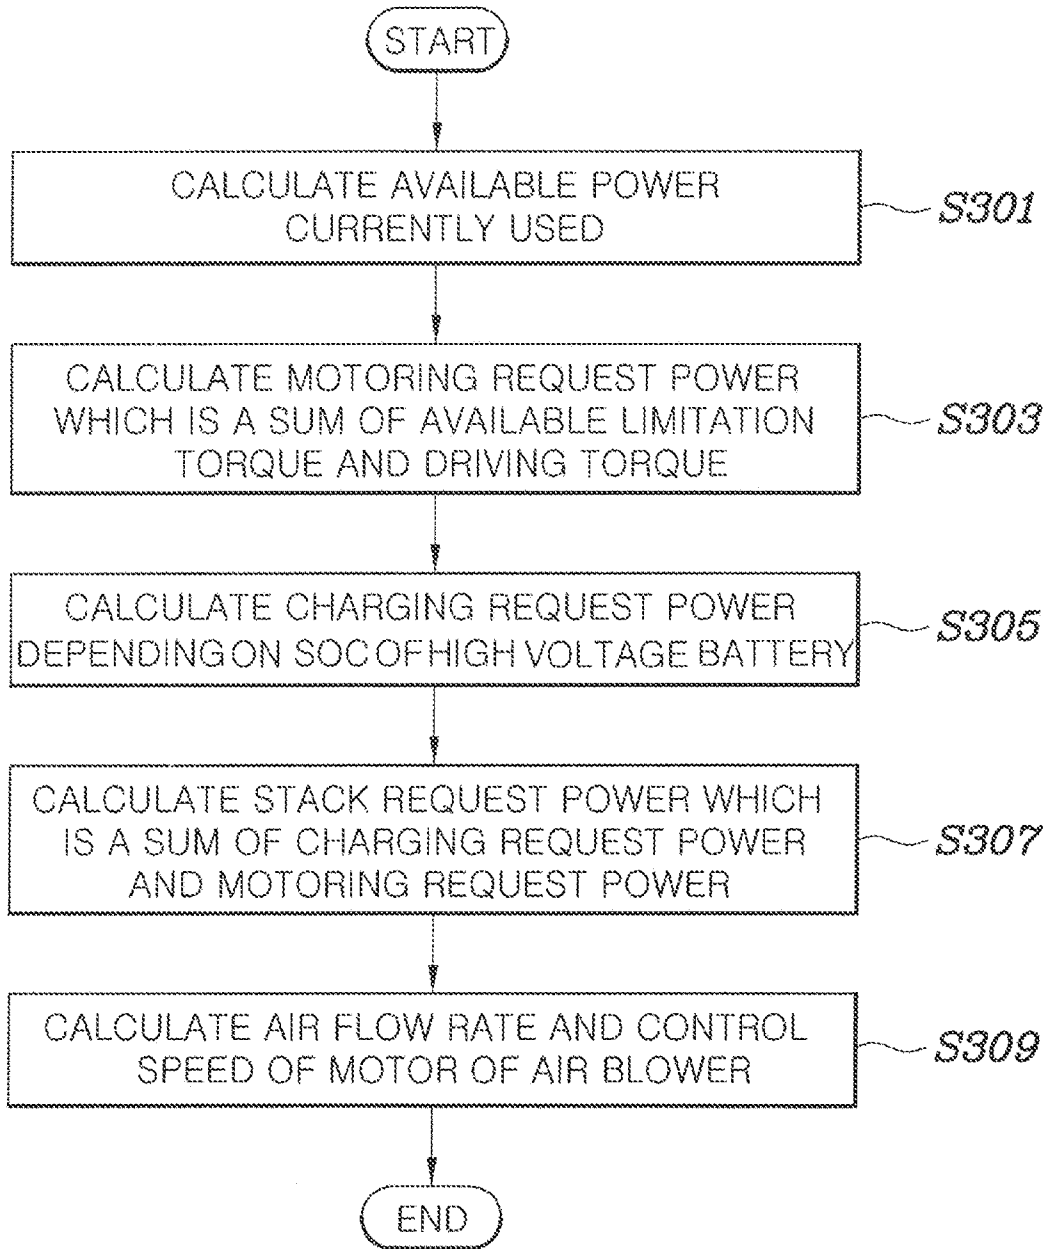 START
CALCULATE AVAILABLE POWER
CURRENTLY USED
S301
CALCULATE MOTORING REQUEST POWER
WHICH IS A SUM OF AVAILABLE LIMITATION
TORQUE AND DRIVING TORQUE
S303
CALCULATE CHARGING REQUEST POWER
DEPENDING ON SOC OF HIGH VOLTAGE BATTERY
S305
CALCULATE STACK REQUEST POWER WHICH
IS A SUM OF CHARGING REQUEST POWER
AND MOTORING REQUEST POWER
S307
CALCULATE AIR FLOW RATE AND CONTROL
SPEED OF MOTOR OF AIR BLOWER
S309
END